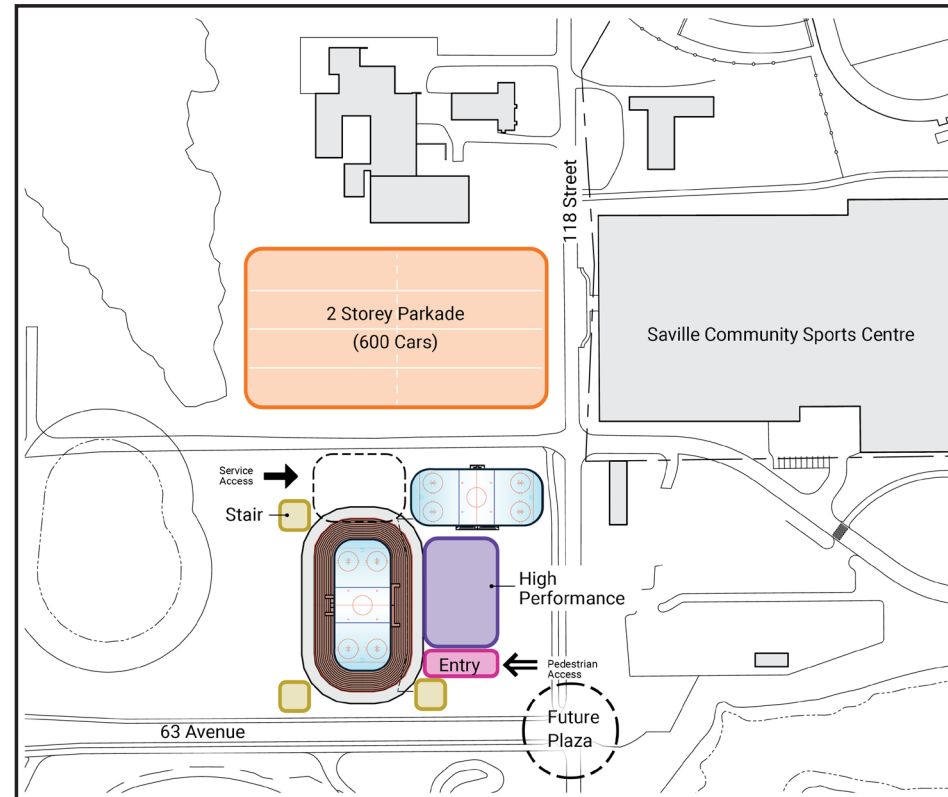 118 Street
2 Storey Parkade
(600 Cars)
Saville Community Sports Centre
Service
Access
Stair
High
Performance
Entry
Pedestrian
Access
Future
Plaza
63 Avenue